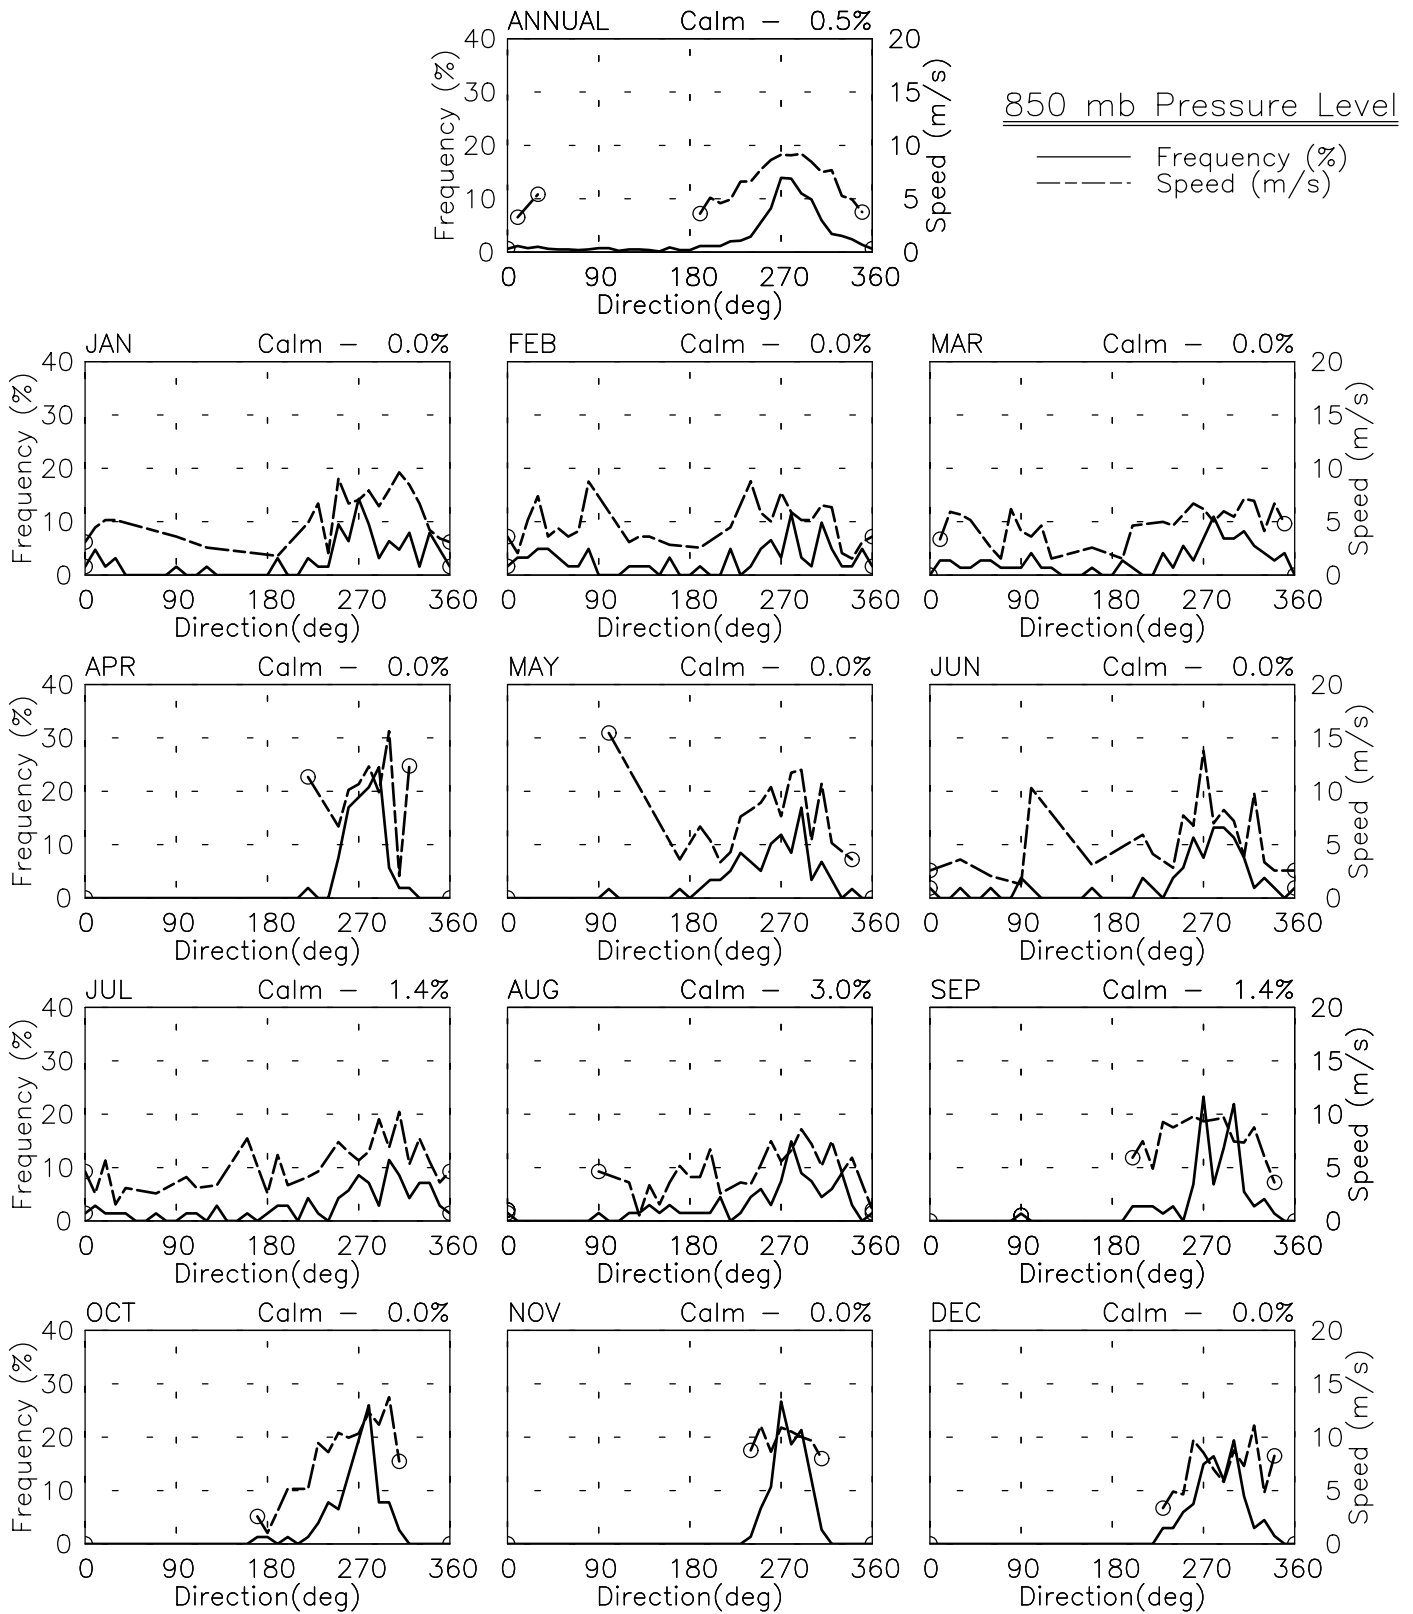 ANNUAL Calm - 0.5%
850 mb Pressure Level
Frequency (%)
Speed (m/s)
40 20
30 15
20 10
10 5
0 0
Frequency (%) Speed (m/s)
0 90 180 270 360
Direction(deg)
JAN Calm - 0.0% FEB Calm - 0.0% MAR Calm - 0.0%
40 20
30 15
20 10
10 5
0 0
Frequency (%) Speed (m/s)
0 90 180 270 360 0 90 180 270 360 0 90 180 270 360
Direction(deg) Direction(deg) Direction(deg)
APR Calm - 0.0% MAY Calm - 0.0% JUN Calm - 0.0%
40 20
30 15
20 10
10 5
0 0
Frequency (%) Speed (m/s)
0 90 180 270 360 0 90 180 270 360 0 90 180 270 360
Direction(deg) Direction(deg) Direction(deg)
JUL Calm - 1.4% AUG Calm - 3.0% SEP Calm - 1.4%
40 20
30 15
20 10
10 5
0 0
Frequency (%) Speed (m/s)
0 90 180 270 360 0 90 180 270 360 0 90 180 270 360
Direction(deg) Direction(deg) Direction(deg)
OCT Calm - 0.0% NOV Calm - 0.0% DEC Calm - 0.0%
40 20
30 15
20 10
10 5
0 0
Frequency (%) Speed (m/s)
0 90 180 270 360 0 90 180 270 360 0 90 180 270 360
Direction(deg) Direction(deg) Direction(deg)